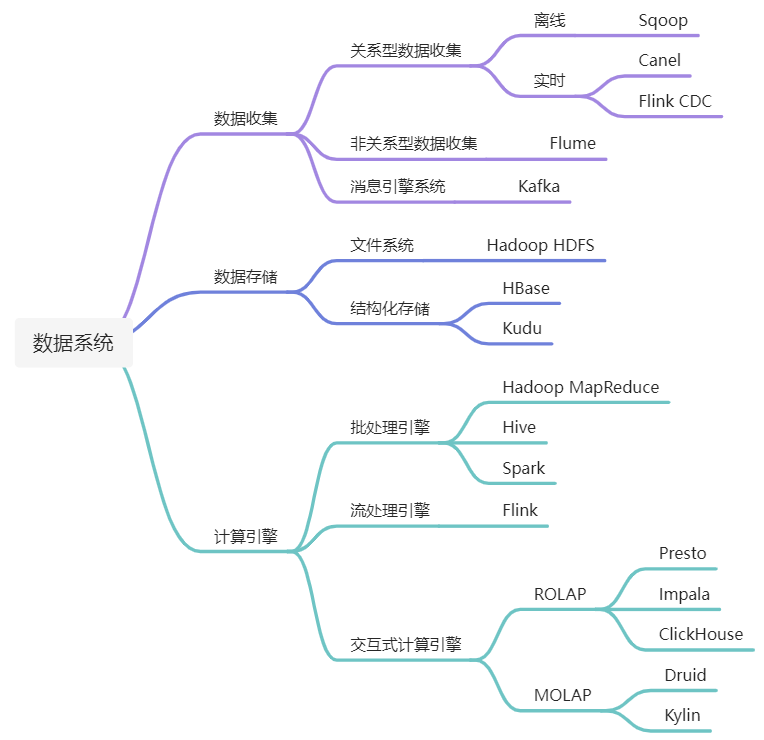 数据系统
数据收集
关系型数据收集
离线
Sqoop
实时
Canel
Flink CDC
非关系型数据收集
Flume
消息引擎系统
Kafka
数据存储
文件系统
Hadoop HDFS
结构化存储
HBase
Kudu
计算引擎
批处理引擎
Hadoop MapReduce
Hive
Spark
流处理引擎
Flink
交互式计算引擎
ROLAP
Presto
Impala
ClickHouse
MOLAP
Druid
Kylin